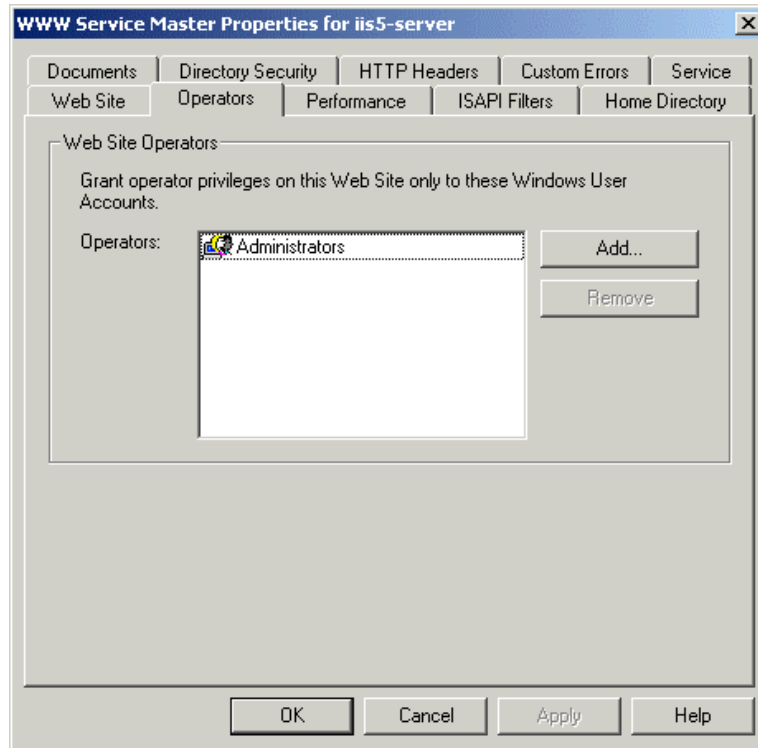 WWW Service Master Properties for iis5-server
Documents Directory Security HTTP Headers Custom Errors Service
Web Site Operators Performance ISAPI Filters Home Directory
Web Site Operators
Grant operator privileges on this Web Site only to these Windows User
Accounts.
Operators: Administrators Add...
Remove
OK Cancel Apply Help